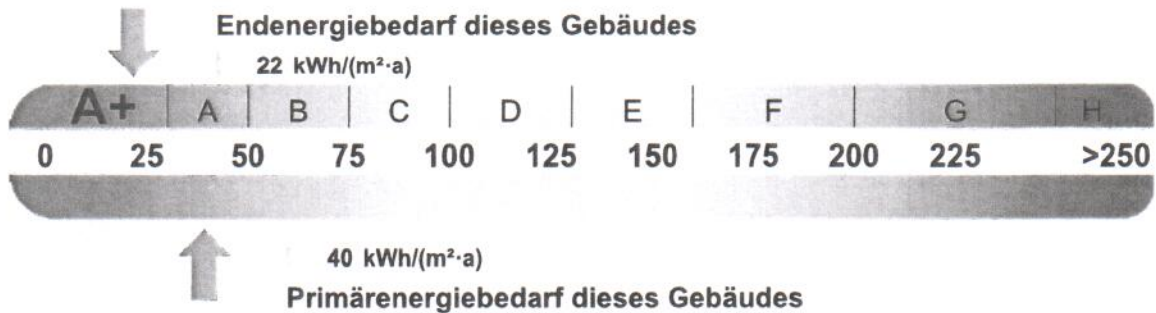 Endenergiebedarf dieses Gebäudes
22 kWh/(m²·a)
A+ A B C D E F G H
0 25 50 75 100 125 150 175 200 225 >250
40 kWh/(m²·a)
Primärenergiebedarf dieses Gebäudes